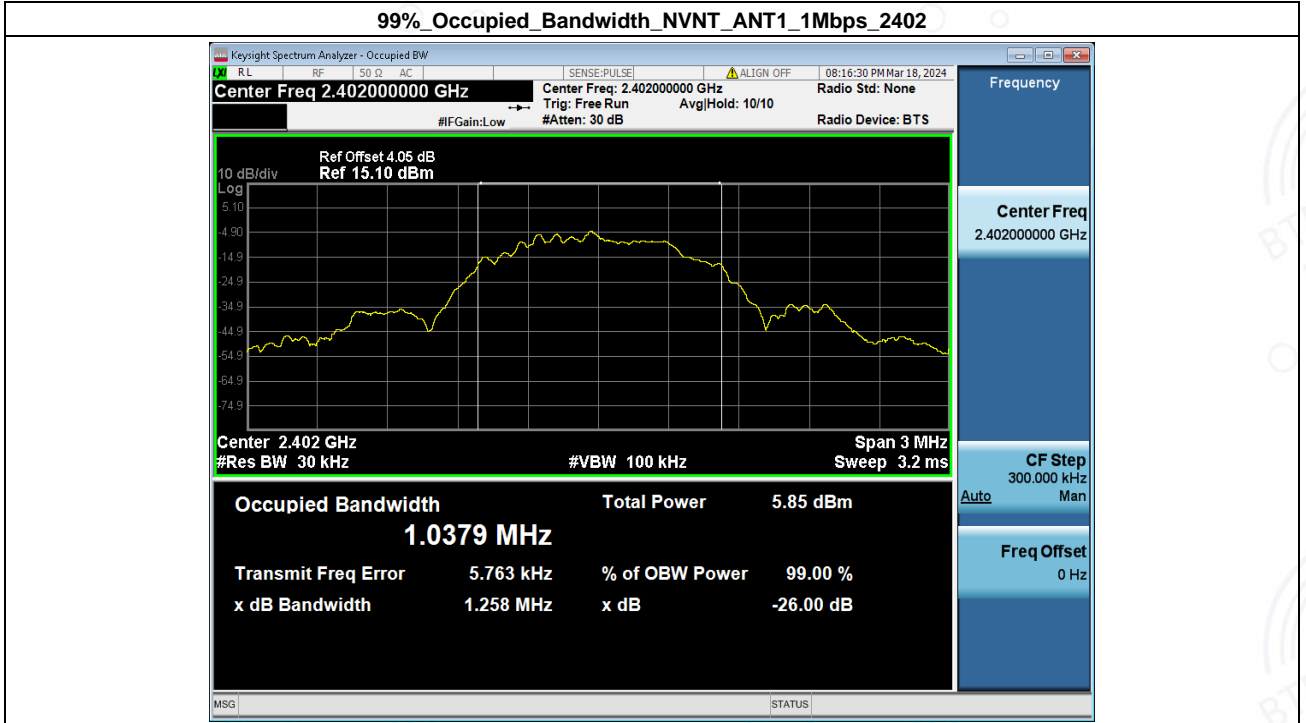 99%_Occupied_Bandwidth_NVNT_ANT1_1Mbps_2402
Keysight Spectrum Analyzer - Occupied BW
LXI RL RF 50 Ω AC SENSE:PULSE ALIGN OFF 08:16:30 PM Mar 18, 2024
Center Freq 2.402000000 GHz
Center Freq: 2.402000000 GHz
Radio Std: None
Trig: Free Run Avg|Hold: 10/10
#IFGain:Low #Atten: 30 dB Radio Device: BTS
Frequency
Ref Offset 4.05 dB
10 dB/div Ref 15.10 dBm
Log
5.10
-4.90
-14.9
-24.9
-34.9
-44.9
-54.9
-64.9
-74.9
Center 2.402 GHz Span 3 MHz
#Res BW 30 kHz #VBW 100 kHz Sweep 3.2 ms
Center Freq
2.402000000 GHz
CF Step
300.000 kHz
Auto Man
Freq Offset
0 Hz
Occupied Bandwidth Total Power 5.85 dBm
1.0379 MHz
Transmit Freq Error 5.763 kHz % of OBW Power 99.00 %
x dB Bandwidth 1.258 MHz x dB -26.00 dB
MSG STATUS